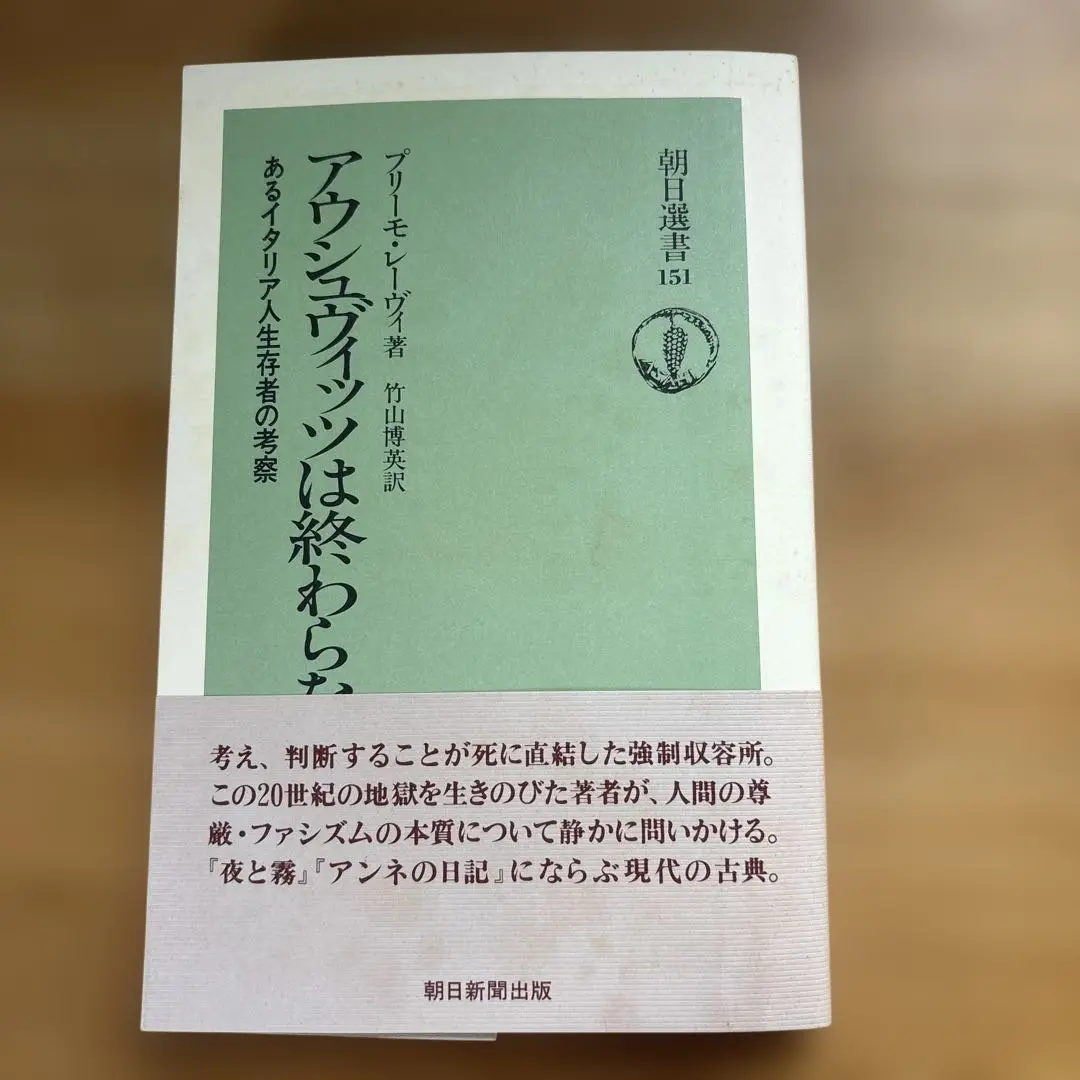 朝日選書
151
プリーモ・レーヴィ著 竹山博英訳
アウシュヴィッツは終わらな
あるイタリア人生存者の考察
考え、判断することが死に直結した強制収容所。
この20世紀の地獄を生きのびた著者が、人間の尊
厳・ファシズムの本質について静かに問いかける。
『夜と霧』『アンネの日記』にならぶ現代の古典。
朝日新聞出版